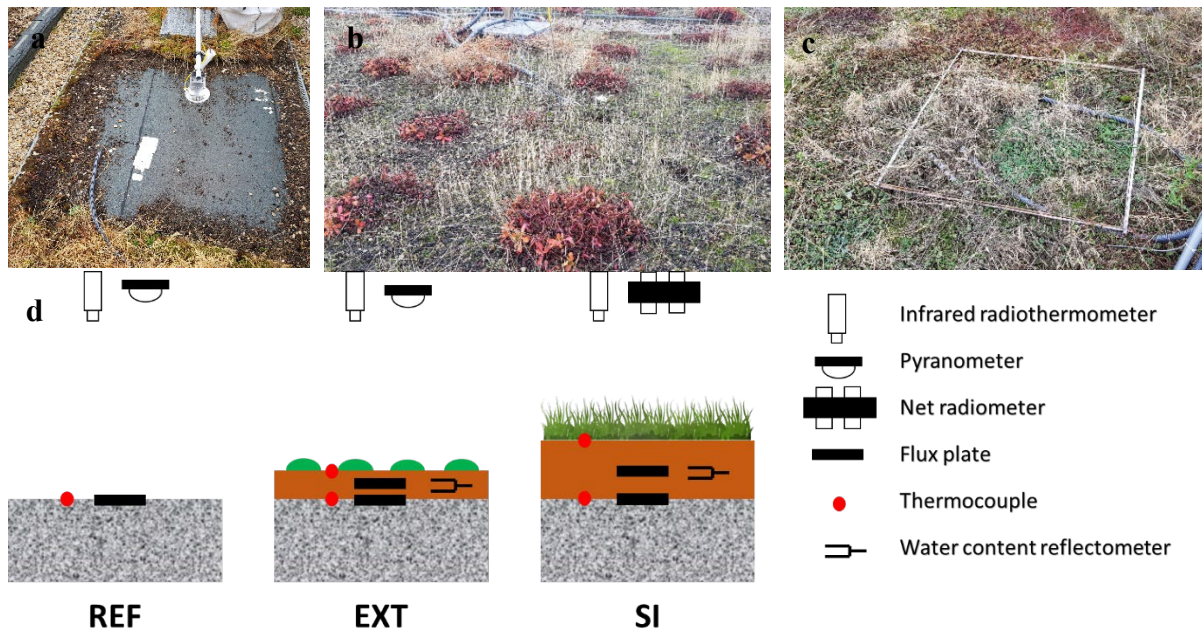 a
b
c
d
Infrared radiothermometer
Pyranometer
Net radiometer
Flux plate
Thermocouple
Water content reflectometer
REF
EXT
SI